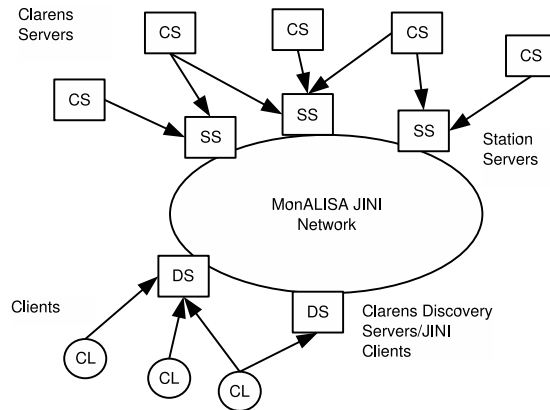 Clarens
Servers
CS
CS
CS
CS
CS
SS
SS
SS
Station
Servers
MonALISA JINI
Network
DS
DS
Clients
Clarens Discovery
Servers/JINI
Clients
CL
CL
CL